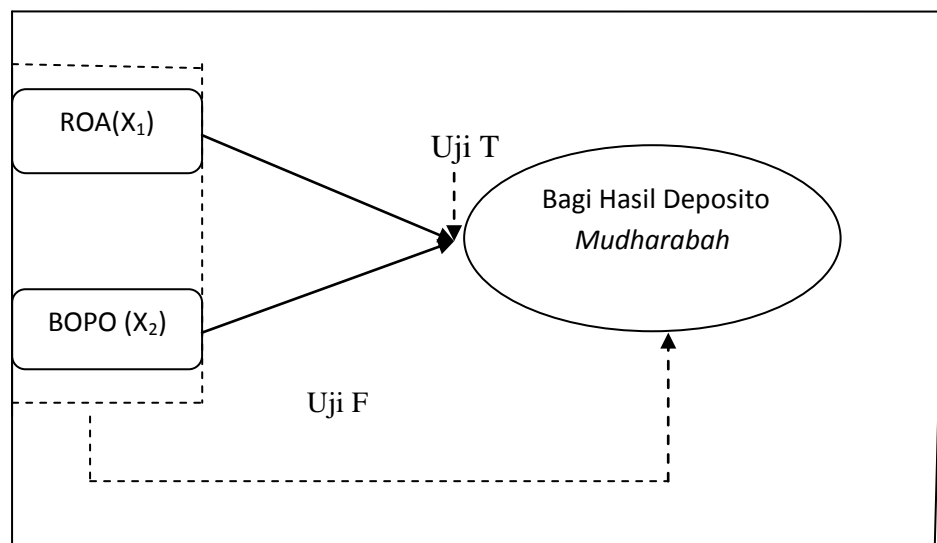 ROA(X₁)
Uji T
Bagi Hasil Deposito
Mudharabah
BOPO (X₂)
Uji F